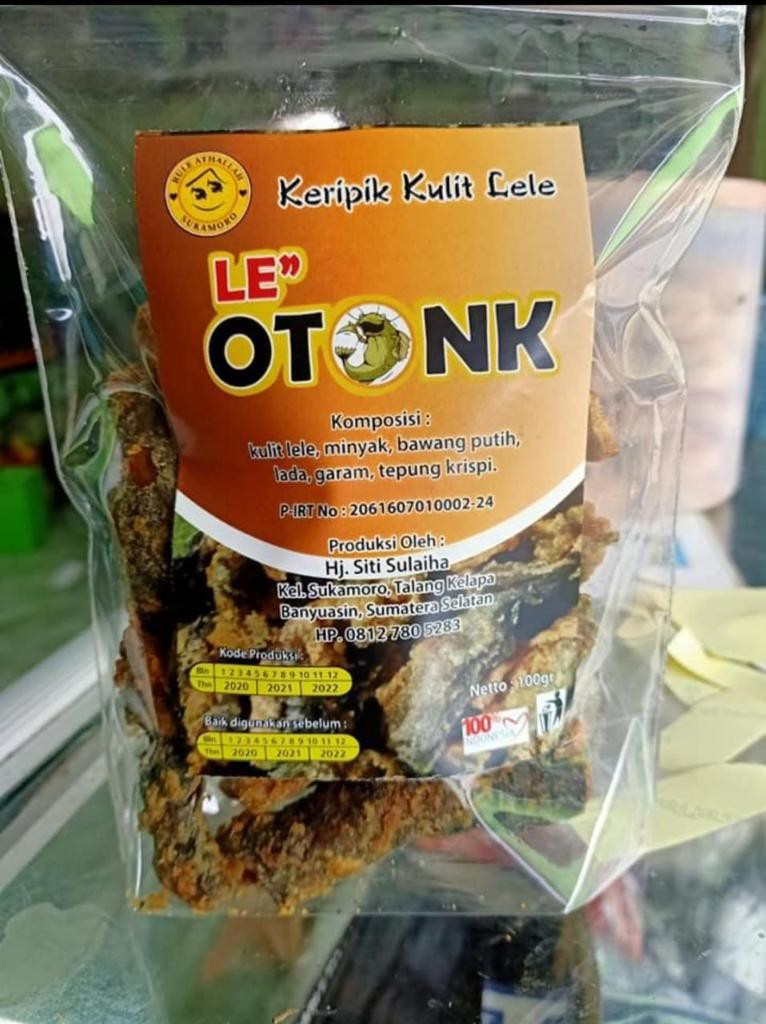 RULE ATHALLAH
SUKAMORO
Keripik Kulit Lele
LE”
OTONK
Komposisi :
kulit lele, minyak, bawang putih,
lada, garam, tepung krispi.
P-IRT No : 2061607010002-24
Produksi Oleh :
Hj. Siti Sulaiha
Kel. Sukamoro, Talang Kelapa
Banyuasin, Sumatera Selatan
HP. 0812 780 5283
Kode Produksi :
Bln 1 2 3 4 5 6 7 8 9 10 11 12
Thn 2020 2021 2022
Netto : 100gr
Baik digunakan sebelum :
Bln 1 2 3 4 5 6 7 8 9 10 11 12
Thn 2020 2021 2022
100%
INDONESIA